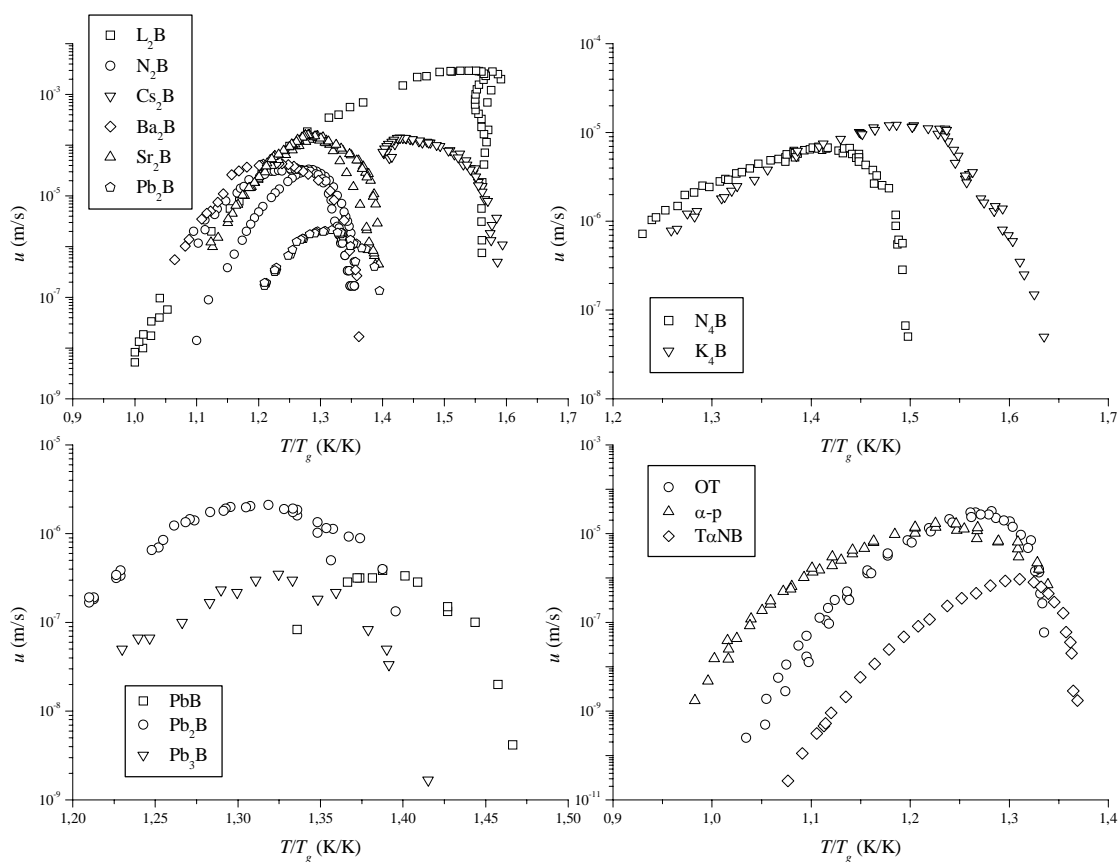 L₂B
N₂B
Cs₂B
Ba₂B
Sr₂B
Pb₂B
10⁻³
10⁻⁵
10⁻⁷
10⁻⁹
u (m/s)
0,9 1,0 1,1 1,2 1,3 1,4 1,5 1,6 1,7
T/T_g (K/K)
10⁻⁴
10⁻⁵
10⁻⁶
10⁻⁷
10⁻⁸
u (m/s)
N₄B
K₄B
1,2 1,3 1,4 1,5 1,6 1,7
T/T_g (K/K)
10⁻⁵
10⁻⁶
10⁻⁷
10⁻⁸
10⁻⁹
u (m/s)
PbB
Pb₂B
Pb₃B
1,20 1,25 1,30 1,35 1,40 1,45 1,50
T/T_g (K/K)
OT
α-p
TαNB
10⁻³
10⁻⁵
10⁻⁷
10⁻⁹
10⁻¹¹
u (m/s)
0,9 1,0 1,1 1,2 1,3 1,4
T/T_g (K/K)